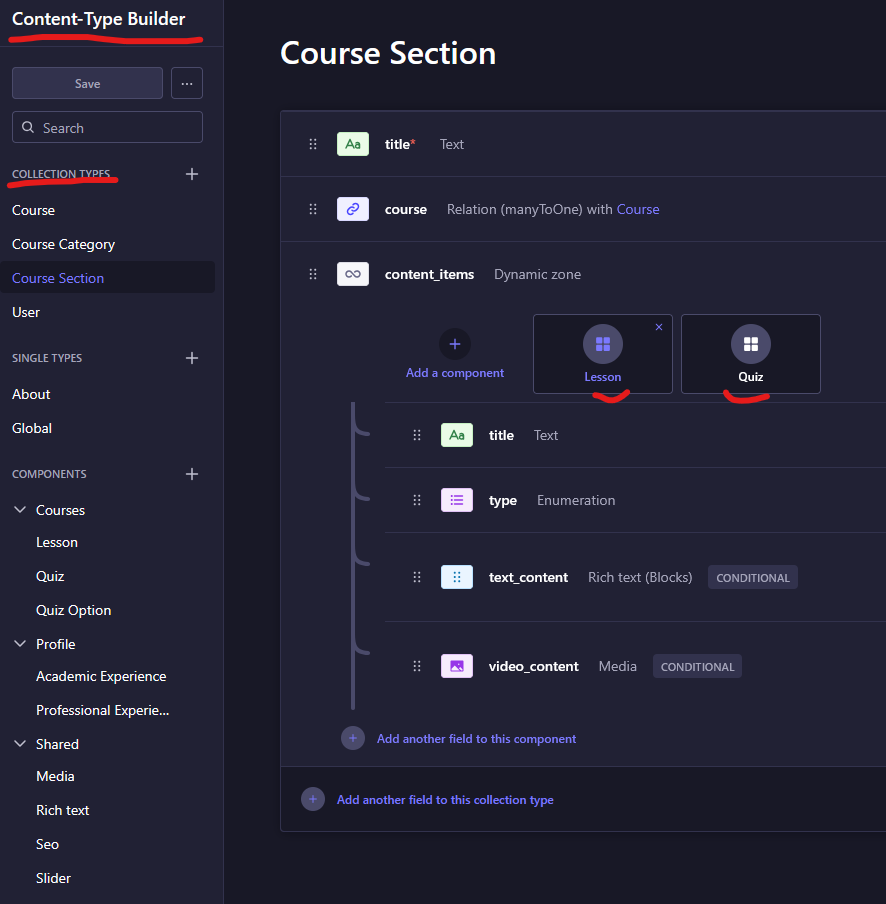 Content-Type Builder
Save
...
Search
COLLECTION TYPES
Course
Course Category
Course Section
User
SINGLE TYPES
About
Global
COMPONENTS
Courses
Lesson
Quiz
Quiz Option
Profile
Academic Experience
Professional Experie...
Shared
Media
Rich text
Seo
Slider
Course Section
Aa title* Text
course Relation (manyToOne) with Course
content_items Dynamic zone
Add a component
Lesson
Quiz
Aa title Text
type Enumeration
text_content Rich text (Blocks) CONDITIONAL
video_content Media CONDITIONAL
Add another field to this component
Add another field to this collection type